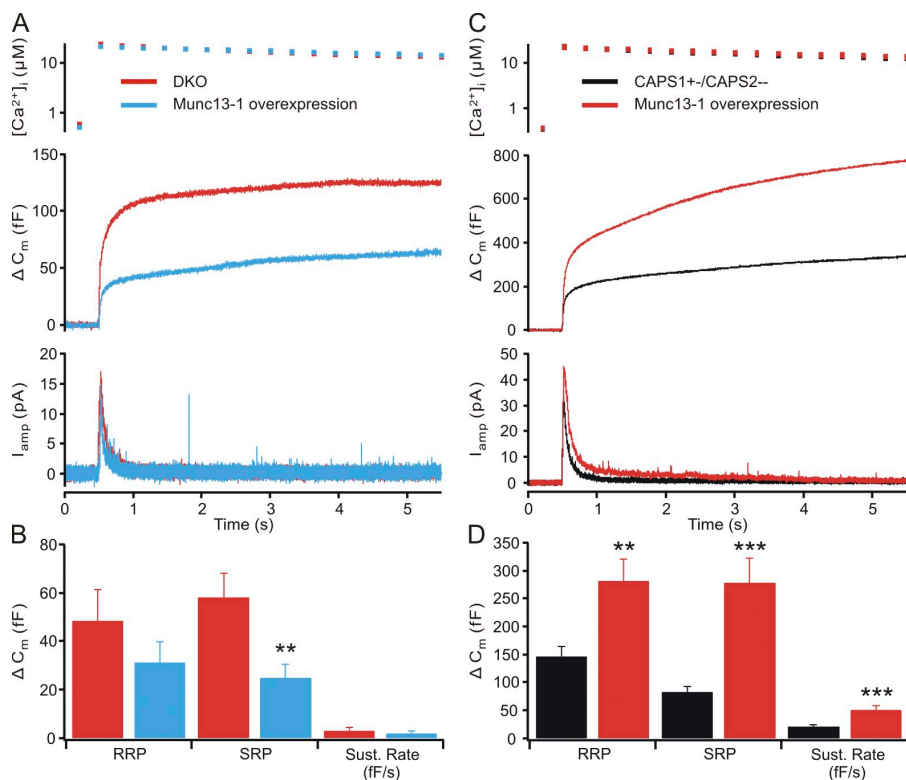 A
[Ca²⁺]ᵢ (µM)
10
1
DKO
Munc13-1 overexpression
Δ Cₘ (fF)
150
100
50
0
I_amp (pA)
20
15
10
5
0
0 1 2 3 4 5
Time (s)
B
Δ Cₘ (fF)
60
40
20
0
**
RRP SRP Sust. Rate
(fF/s)
C
[Ca²⁺]ᵢ (µM)
10
1
CAPS1+-/CAPS2--
Munc13-1 overexpression
Δ Cₘ (fF)
800
600
400
200
0
I_amp (pA)
50
40
30
20
10
0
0 1 2 3 4 5
Time (s)
D
Δ Cₘ (fF)
350
300
250
200
150
100
50
0
** *** ***
RRP SRP Sust. Rate
(fF/s)